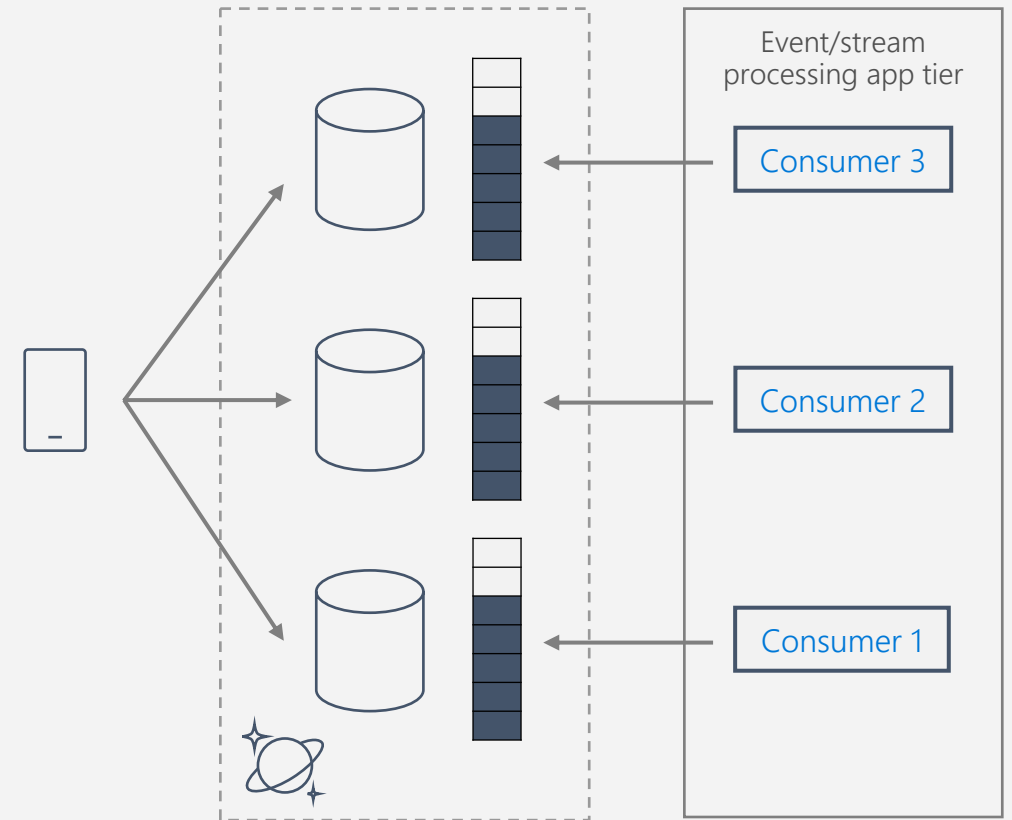 Event/stream
processing app tier
Consumer 3
Consumer 2
Consumer 1